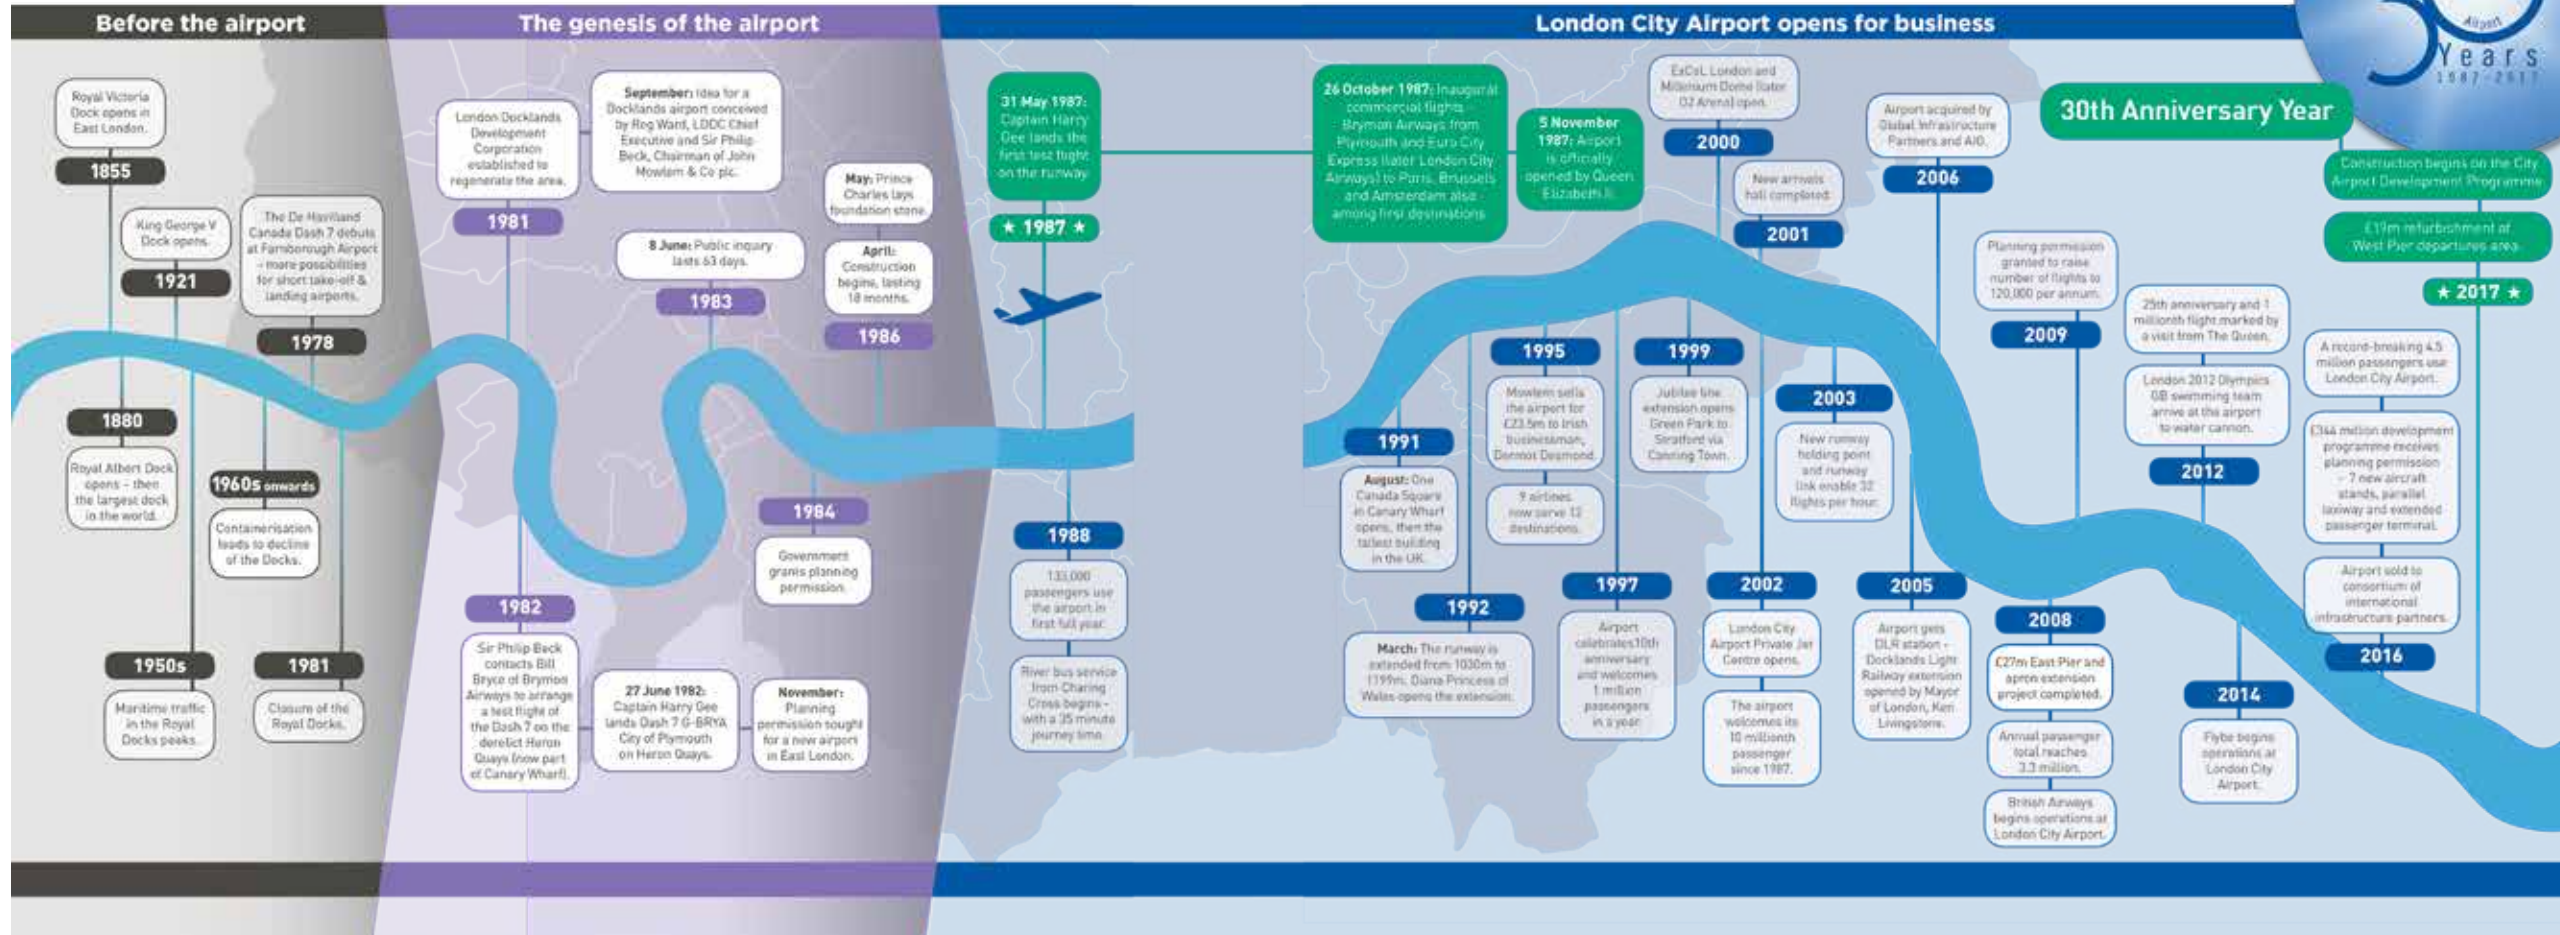 Before the airport
Royal Victoria
Dock opens in
East London.
1855
King George V
Dock opens.
1921
The De Havilland
Canada Dash 7 debuts
at Farnborough Airport
- more possibilities
for short take-off &
landing airports.
1978
1880
Royal Albert Dock
opens - then
the largest dock
in the world.
1960s onwards
Containerisation
leads to decline
of the Docks.
1950s
Maritime traffic
in the Royal
Docks peaks.
1981
Closure of the
Royal Docks.
The genesis of the airport
London Docklands
Development
Corporation
established to
regenerate the area.
1981
September: Idea for a
Docklands airport conceived
by Reg Ward, LDDC Chief
Executive and Sir Philip
Beck, Chairman of John
Mowlem & Co plc.
8 June: Public inquiry
lasts 63 days.
1983
May: Prince
Charles lays
foundation stone.
April:
Construction
begins, lasting
18 months.
1986
1984
Government
grants planning
permission.
1982
Sir Philip Beck
contacts Bill
Bryce of Brymon
Airways to arrange
a test flight of
the Dash 7 on the
derelict Heron
Quays (now part
of Canary Wharf).
27 June 1982:
Captain Harry Gee
lands Dash 7 G-BRYA
City of Plymouth
on Heron Quays.
November:
Planning
permission sought
for a new airport
in East London.
London City Airport opens for business
31 May 1987:
Captain Harry
Gee lands the
first test flight
on the runway
★ 1987 ★
26 October 1987: Inaugural
commercial flights -
Brymon Airways from
Plymouth and Euro City
Express (later London City
Airways) to Paris. Brussels
and Amsterdam also
among first destinations
5 November
1987: Airport
is officially
opened by Queen
Elizabeth II.
1988
133,000
passengers use
the airport in
first full year.
River bus service
from Charing
Cross begins -
with a 35 minute
journey time.
1991
August: One
Canada Square
in Canary Wharf
opens, then the
tallest building
in the UK.
1992
March: The runway is
extended from 1030m to
1199m. Diana Princess of
Wales opens the extension.
1995
Mowlem sells
the airport for
£23.5m to Irish
businessman,
Dermot Desmond.
9 airlines
now serve 12
destinations.
1997
Airport
celebrates 10th
anniversary
and welcomes
1 million
passengers
in a year.
1999
Jubilee line
extension opens
Green Park to
Stratford via
Canning Town.
ExCeL London and
Millenium Dome (later
O2 Arena) open.
2000
New arrivals
hall completed.
2001
2002
London City
Airport Private Jet
Centre opens.
The airport
welcomes its
10 millionth
passenger
since 1987.
2003
New runway
holding point
and runway
link enable 32
flights per hour.
2005
Airport gets
DLR station -
Docklands Light
Railway extension
opened by Mayor
of London, Ken
Livingstone.
Airport acquired by
Global Infrastructure
Partners and AIG.
2006
2008
£27m East Pier and
apron extension
project completed.
Annual passenger
total reaches
3.3 million.
British Airways
begins operations at
London City Airport.
Planning permission
granted to raise
number of flights to
120,000 per annum.
2009
25th anniversary and 1
millionth flight marked by
a visit from The Queen.
London 2012 Olympics
GB swimming team
arrive at the airport
to water cannon.
2012
2014
Flybe begins
operations at
London City
Airport.
A record-breaking 4.5
million passengers use
London City Airport.
£344 million development
programme receives
planning permission
- 7 new aircraft
stands, parallel
taxiway and extended
passenger terminal.
Airport sold to
consortium of
international
infrastructure partners.
2016
30th Anniversary Year
Construction begins on the City
Airport Development Programme
£19m refurbishment of
West Pier departures area.
★ 2017 ★
Airport
Years
1987-2017